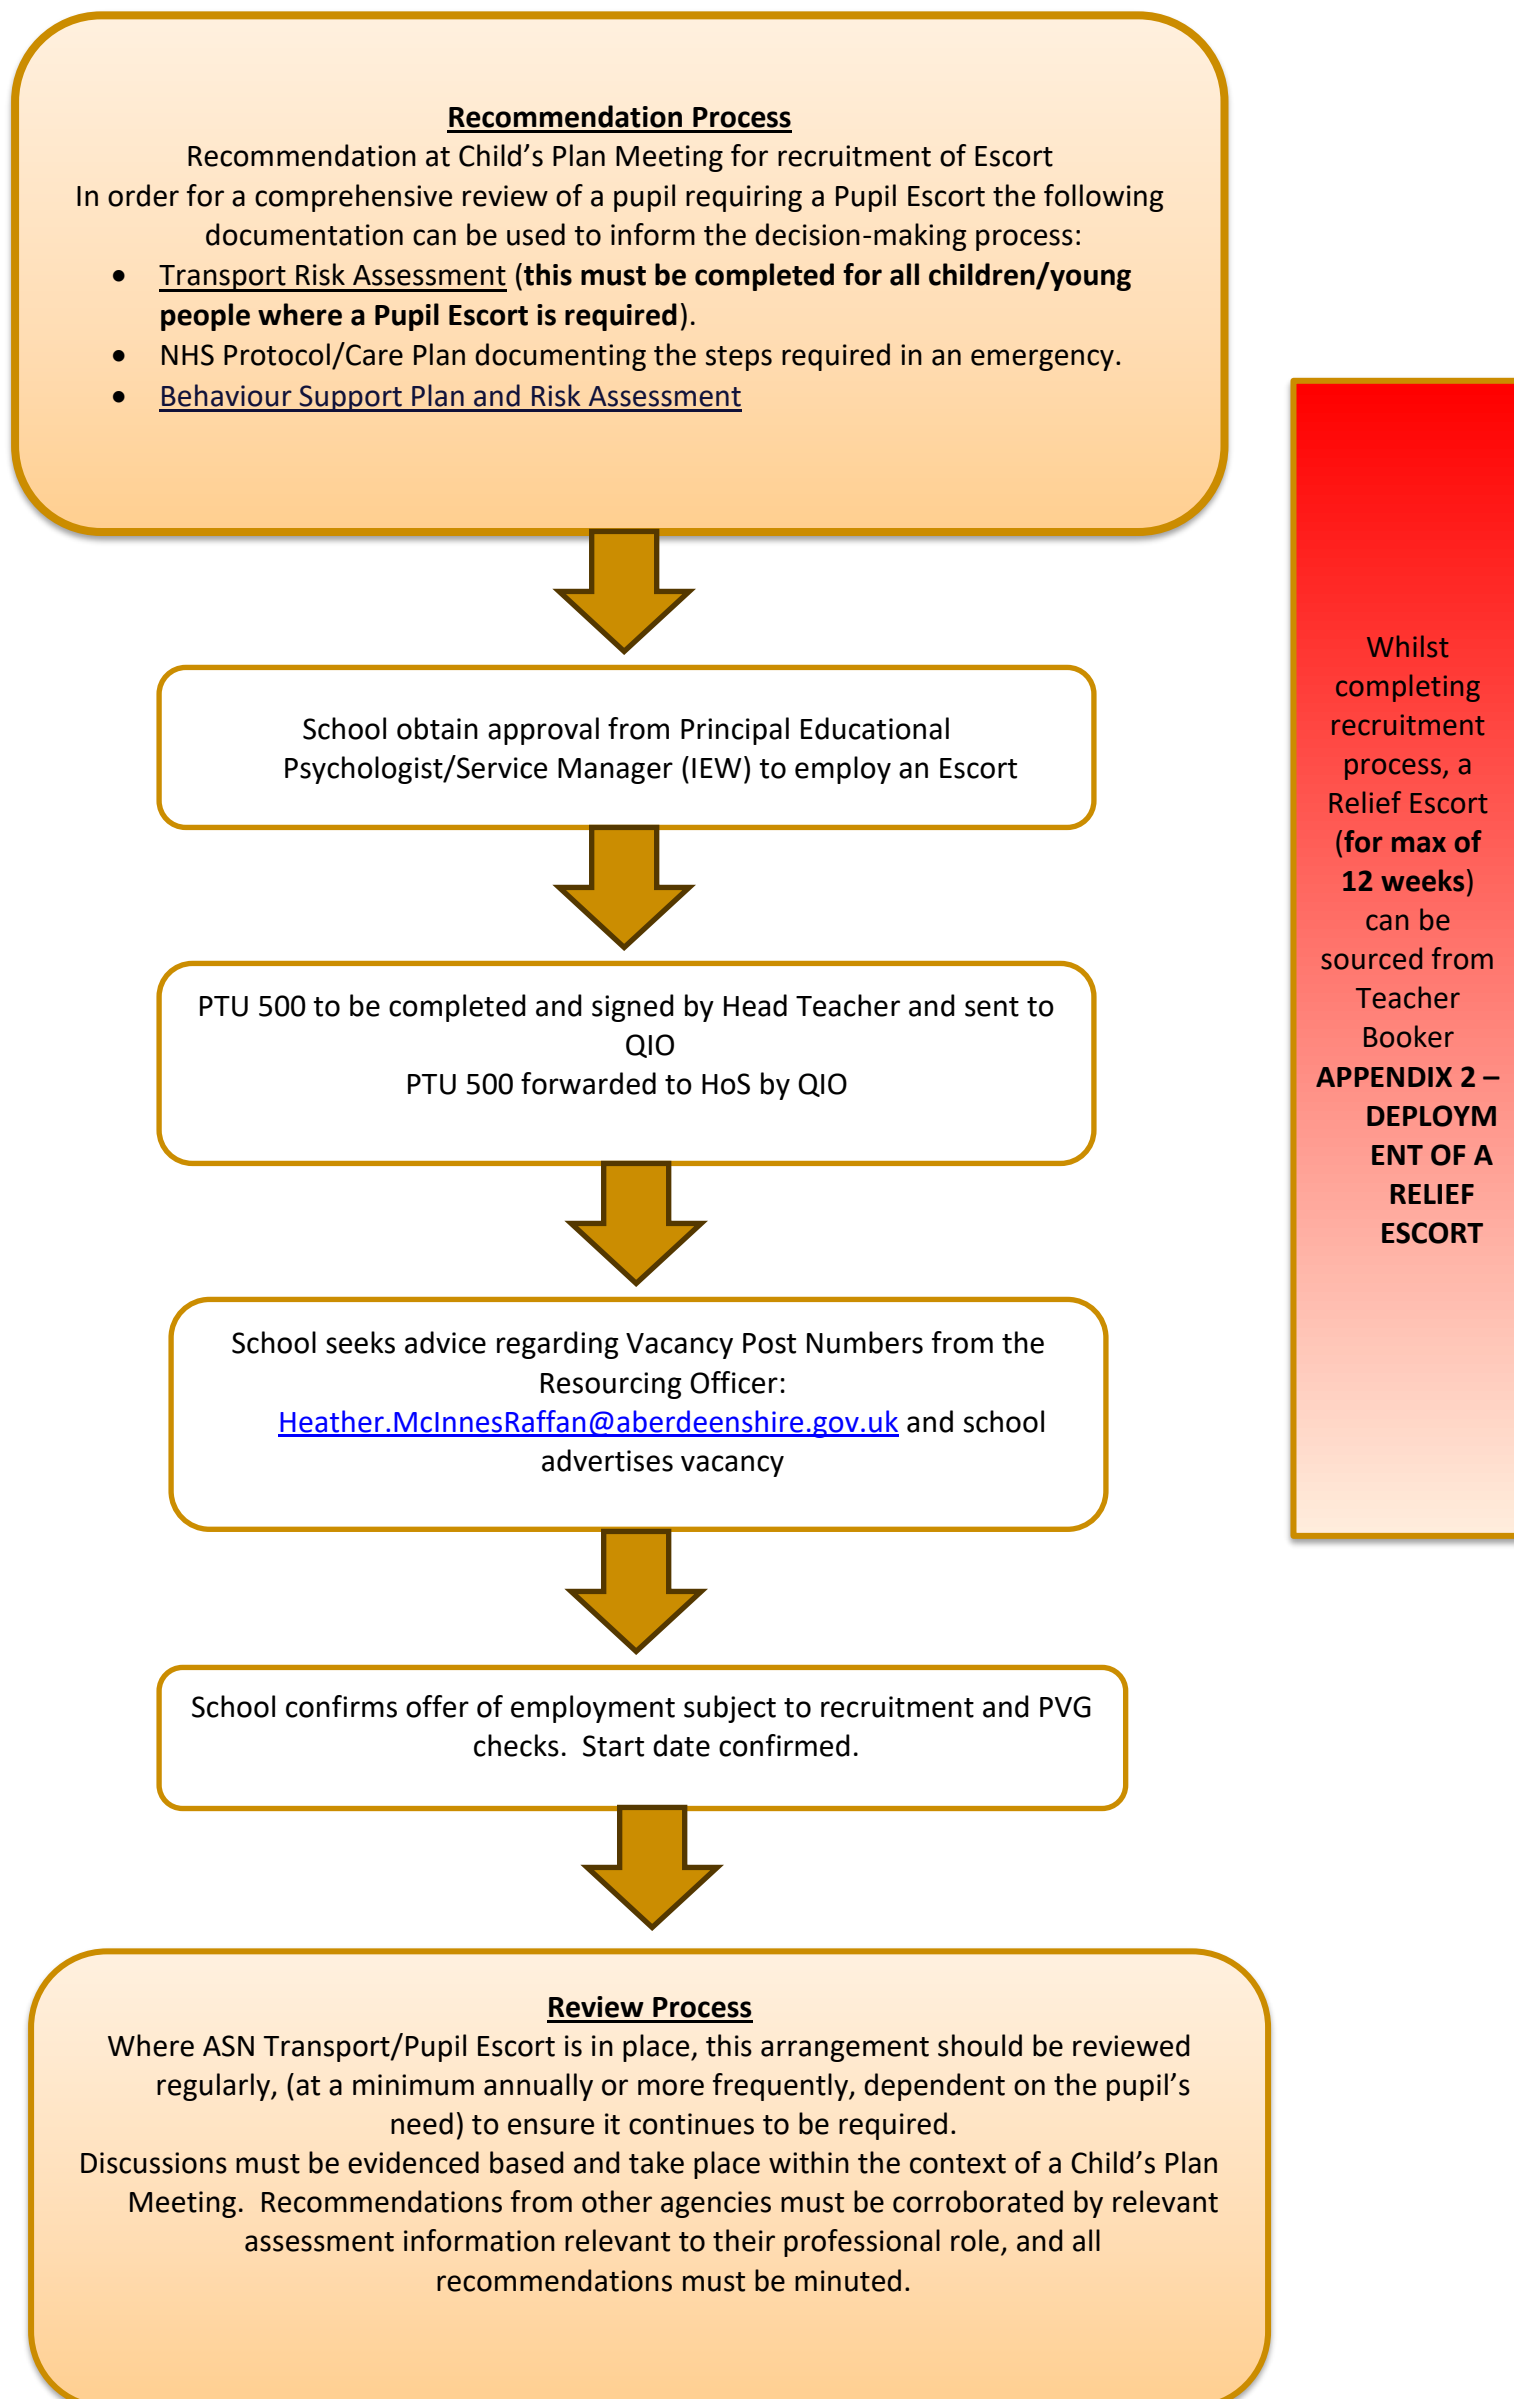 Recommendation Process
Recommendation at Child's Plan Meeting for recruitment of Escort
In order for a comprehensive review of a pupil requiring a Pupil Escort the following
documentation can be used to inform the decision-making process:
• Transport Risk Assessment (this must be completed for all children/young
people where a Pupil Escort is required).
• NHS Protocol/Care Plan documenting the steps required in an emergency.
• Behaviour Support Plan and Risk Assessment
School obtain approval from Principal Educational
Psychologist/Service Manager (IEW) to employ an Escort
PTU 500 to be completed and signed by Head Teacher and sent to
QIO
PTU 500 forwarded to HoS by QIO
School seeks advice regarding Vacancy Post Numbers from the
Resourcing Officer:
Heather.McInnesRaffan@aberdeenshire.gov.uk and school
advertises vacancy
School confirms offer of employment subject to recruitment and PVG
checks.  Start date confirmed.
Review Process
Where ASN Transport/Pupil Escort is in place, this arrangement should be reviewed
regularly, (at a minimum annually or more frequently, dependent on the pupil's
need) to ensure it continues to be required.
Discussions must be evidenced based and take place within the context of a Child's Plan
Meeting.  Recommendations from other agencies must be corroborated by relevant
assessment information relevant to their professional role, and all
recommendations must be minuted.
Whilst
completing
recruitment
process, a
Relief Escort
(for max of
12 weeks)
can be
sourced from
Teacher
Booker
APPENDIX 2 –
DEPLOYM
ENT OF A
RELIEF
ESCORT